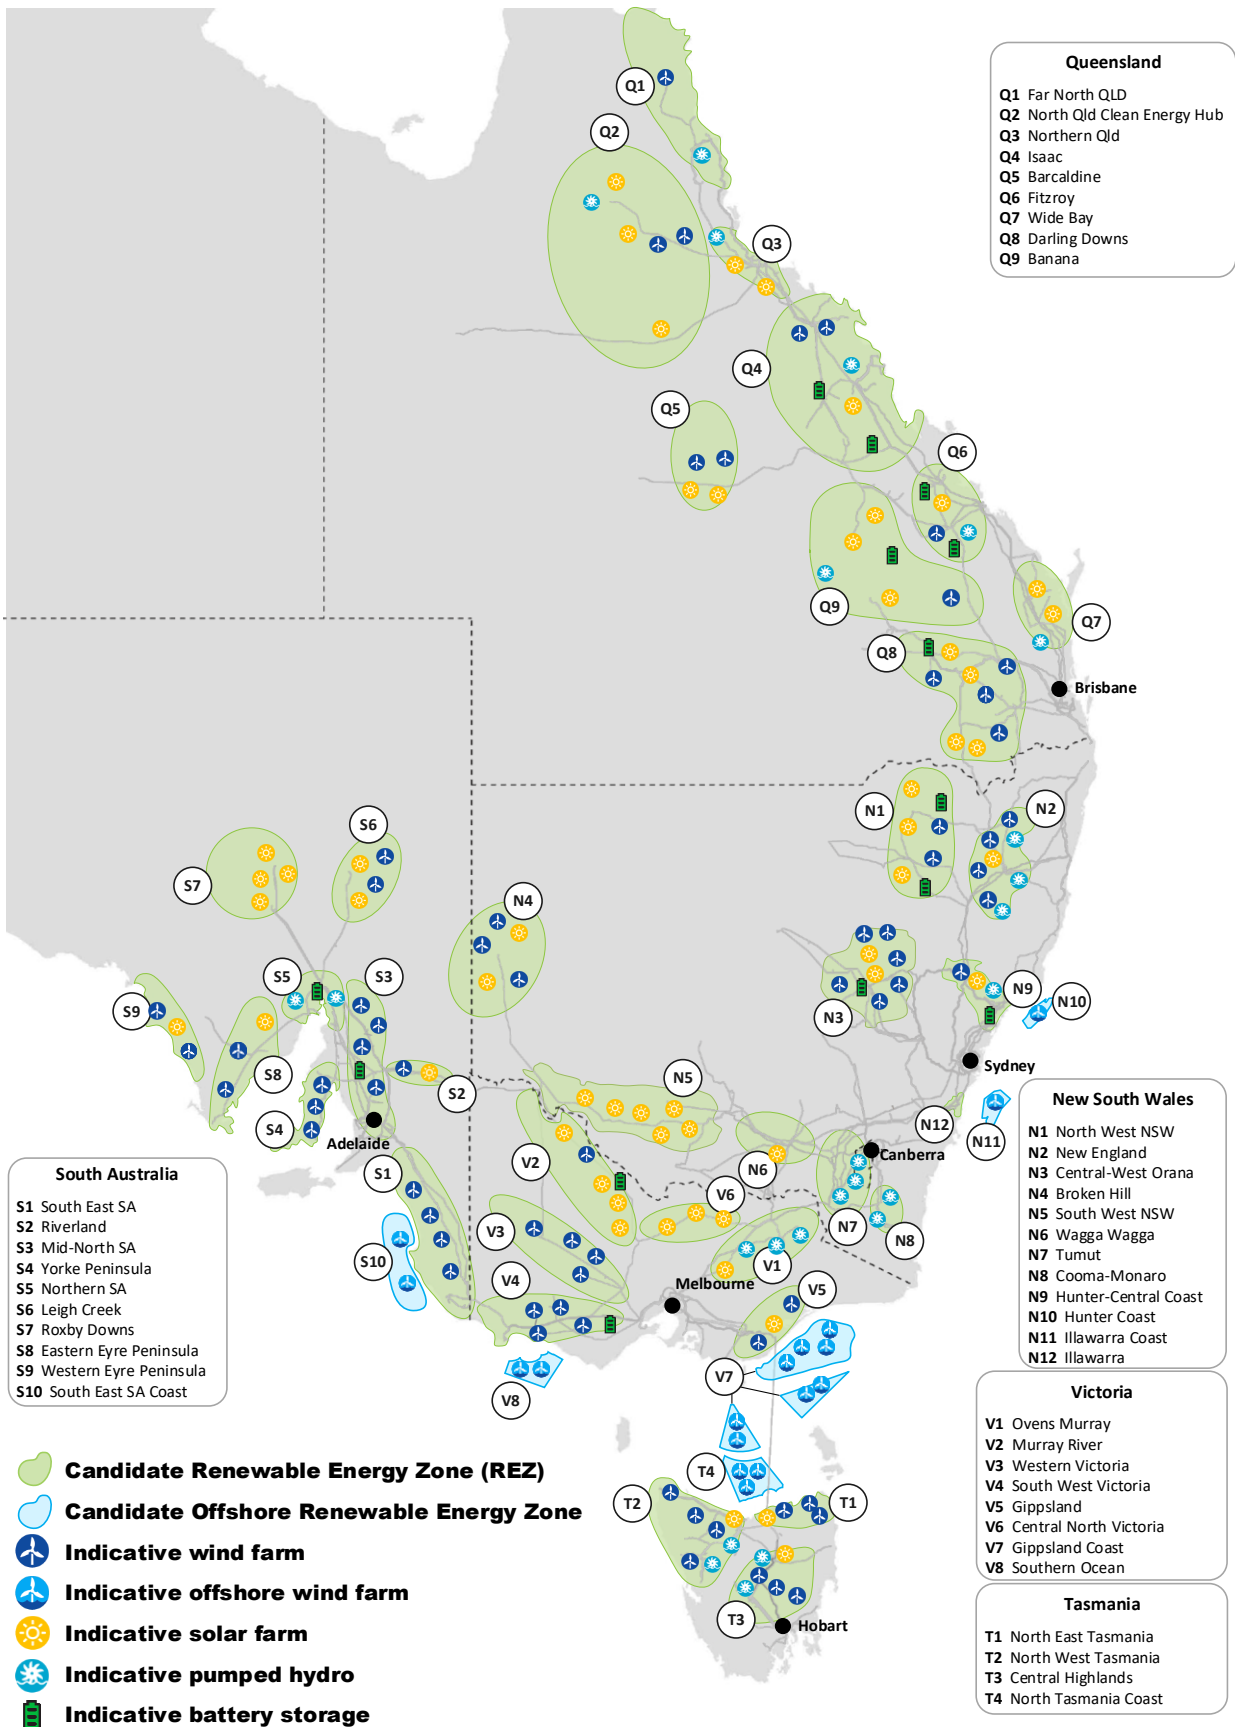 Queensland
Q1 Far North QLD
Q2 North Qld Clean Energy Hub
Q3 Northern Qld
Q4 Isaac
Q5 Barcaldine
Q6 Fitzroy
Q7 Wide Bay
Q8 Darling Downs
Q9 Banana
Q1
Q2
Q3
Q4
Q5
Q6
Q9
Q7
Q8
Brisbane
N1
N2
S6
S7
N4
S5
S3
S9
N9
N10
N3
Sydney
S8
S2
N5
S4
Adelaide
N12
N11
Canberra
S1
V2
N6
V6
N7
N8
V3
S10
V1
V4
Melbourne
V5
V7
V8
T4
T2
T1
T3
Hobart
South Australia
S1 South East SA
S2 Riverland
S3 Mid-North SA
S4 Yorke Peninsula
S5 Northern SA
S6 Leigh Creek
S7 Roxby Downs
S8 Eastern Eyre Peninsula
S9 Western Eyre Peninsula
S10 South East SA Coast
New South Wales
N1 North West NSW
N2 New England
N3 Central-West Orana
N4 Broken Hill
N5 South West NSW
N6 Wagga Wagga
N7 Tumut
N8 Cooma-Monaro
N9 Hunter-Central Coast
N10 Hunter Coast
N11 Illawarra Coast
N12 Illawarra
Victoria
V1 Ovens Murray
V2 Murray River
V3 Western Victoria
V4 South West Victoria
V5 Gippsland
V6 Central North Victoria
V7 Gippsland Coast
V8 Southern Ocean
Tasmania
T1 North East Tasmania
T2 North West Tasmania
T3 Central Highlands
T4 North Tasmania Coast
Candidate Renewable Energy Zone (REZ)
Candidate Offshore Renewable Energy Zone
Indicative wind farm
Indicative offshore wind farm
Indicative solar farm
Indicative pumped hydro
Indicative battery storage